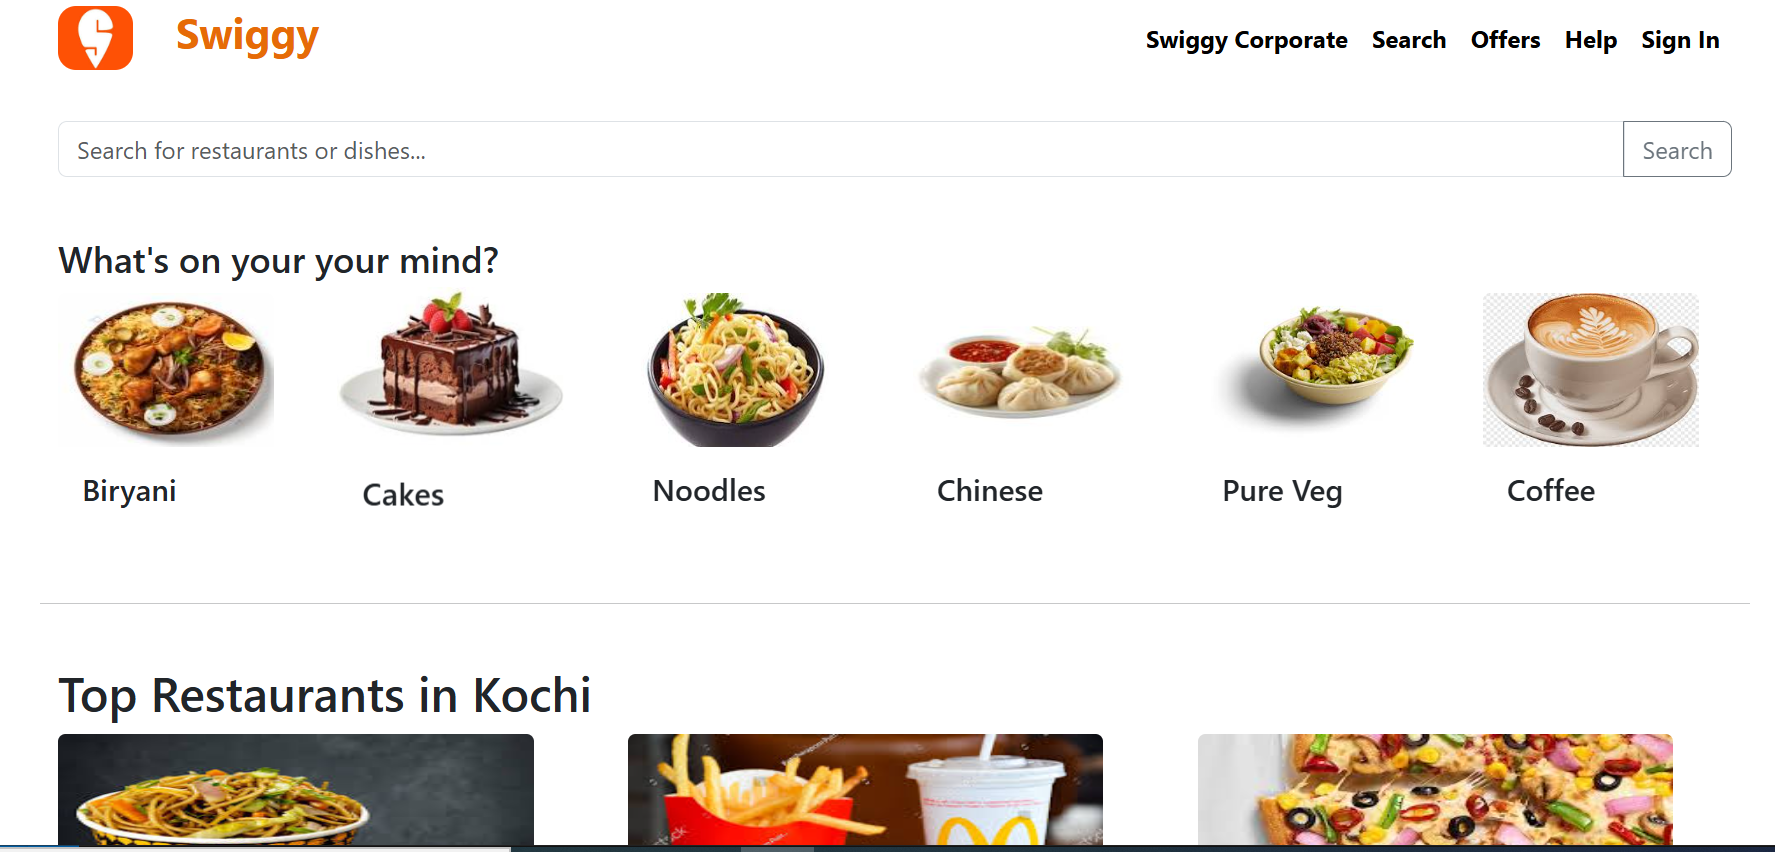 Swiggy
Swiggy Corporate Search Offers Help Sign In
Search for restaurants or dishes... Search
What's on your your mind?
Biryani Cakes Noodles Chinese Pure Veg Coffee
Top Restaurants in Kochi